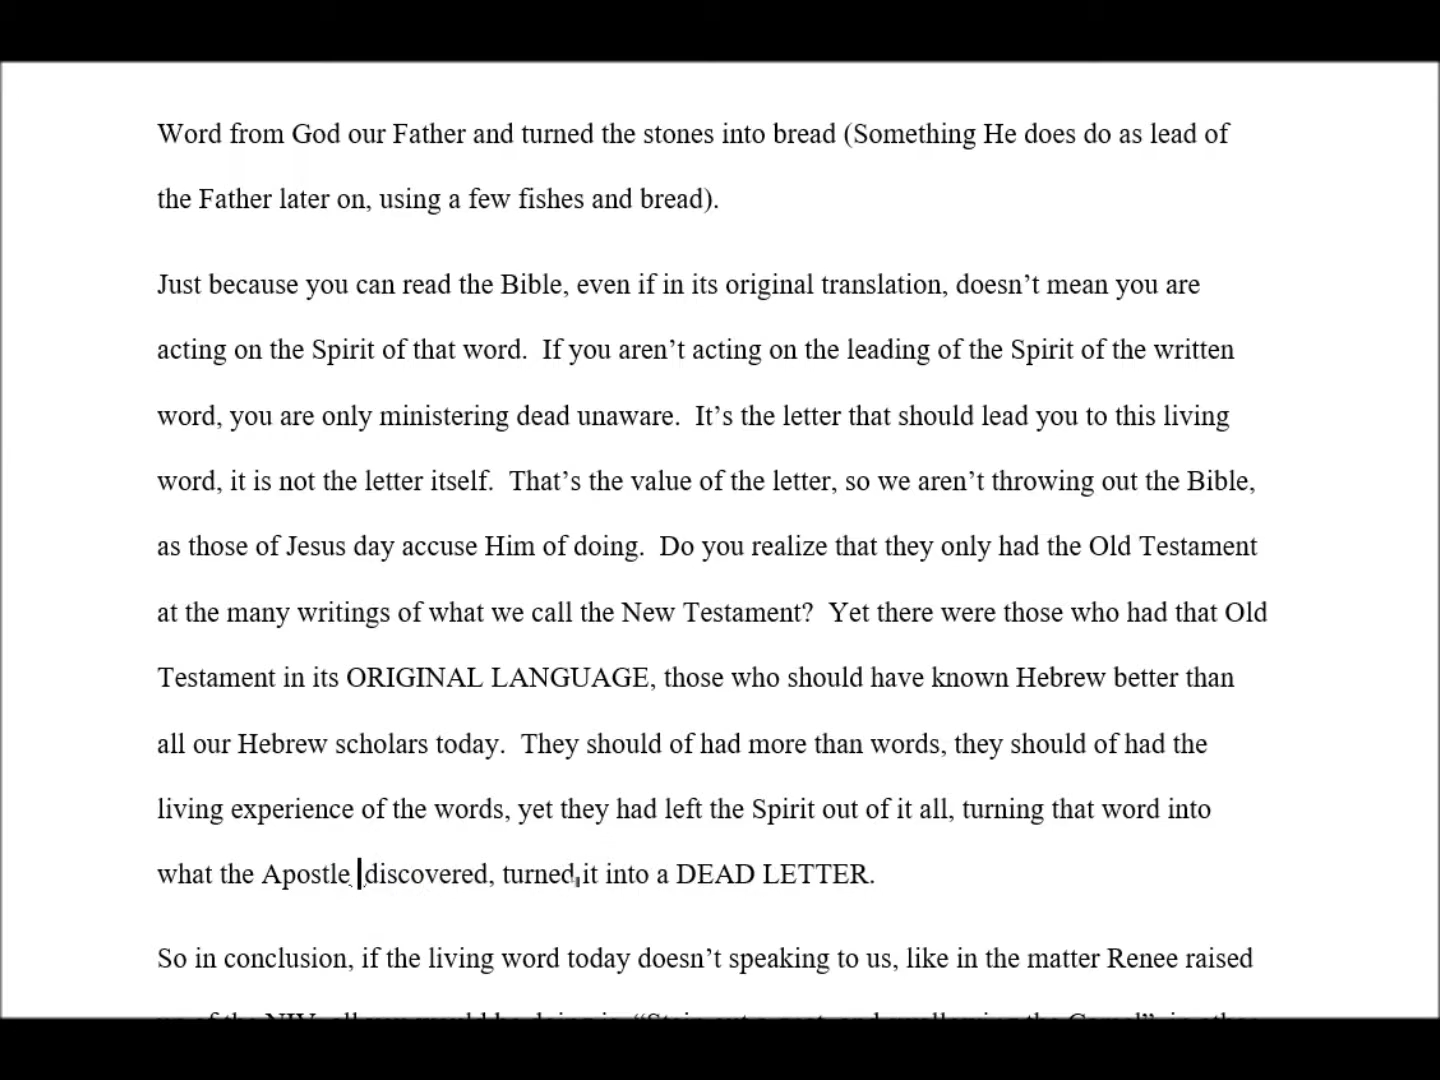 Word from God our Father and turned the stones into bread (Something He does do as lead of
the Father later on, using a few fishes and bread).
Just because you can read the Bible, even if in its original translation, doesn’t mean you are
acting on the Spirit of that word.  If you aren’t acting on the leading of the Spirit of the written
word, you are only ministering dead unaware.  It’s the letter that should lead you to this living
word, it is not the letter itself.  That’s the value of the letter, so we aren’t throwing out the Bible,
as those of Jesus day accuse Him of doing.  Do you realize that they only had the Old Testament
at the many writings of what we call the New Testament?  Yet there were those who had that Old
Testament in its ORIGINAL LANGUAGE, those who should have known Hebrew better than
all our Hebrew scholars today.  They should of had more than words, they should of had the
living experience of the words, yet they had left the Spirit out of it all, turning that word into
what the Apostle discovered, turned it into a DEAD LETTER.
So in conclusion, if the living word today doesn’t speaking to us, like in the matter Renee raised